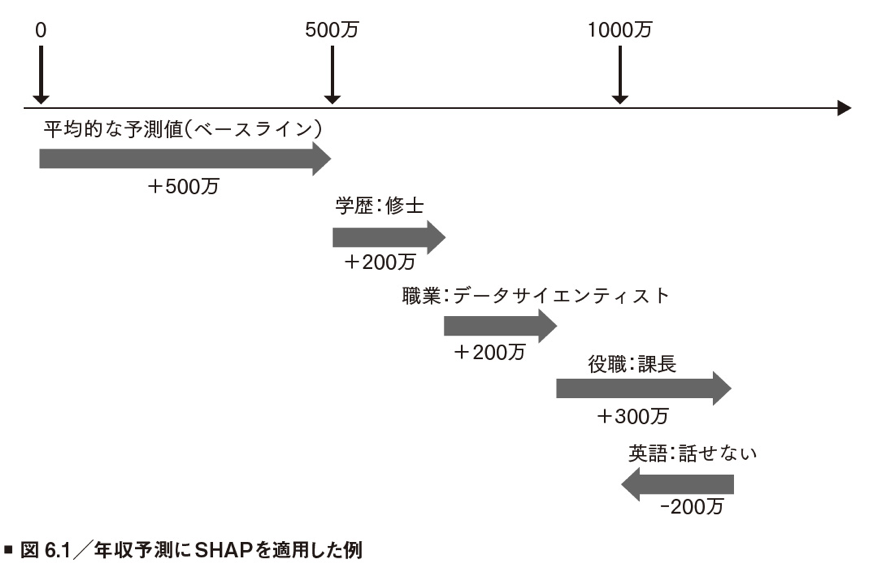 0
500万
1000万
平均的な予測値(ベースライン)
+500万
学歴:修士
+200万
職業:データサイエンティスト
+200万
役職:課長
+300万
英語:話せない
-200万
■ 図 6.1/年収予測にSHAPを適用した例